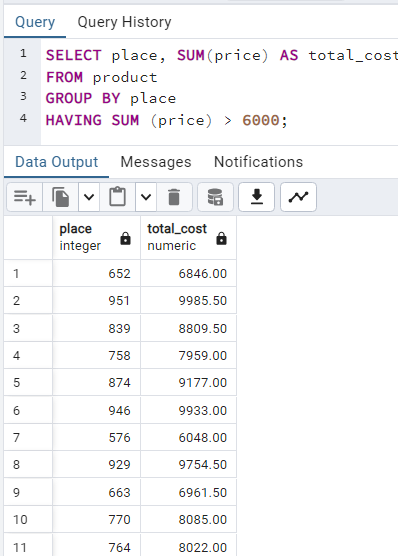 Query Query History
1 SELECT place, SUM(price) AS total_cost
2 FROM product
3 GROUP BY place
4 HAVING SUM (price) > 6000;
Data Output Messages Notifications
place total_cost
integer numeric
1 652 6846.00
2 951 9985.50
3 839 8809.50
4 758 7959.00
5 874 9177.00
6 946 9933.00
7 576 6048.00
8 929 9754.50
9 663 6961.50
10 770 8085.00
11 764 8022.00